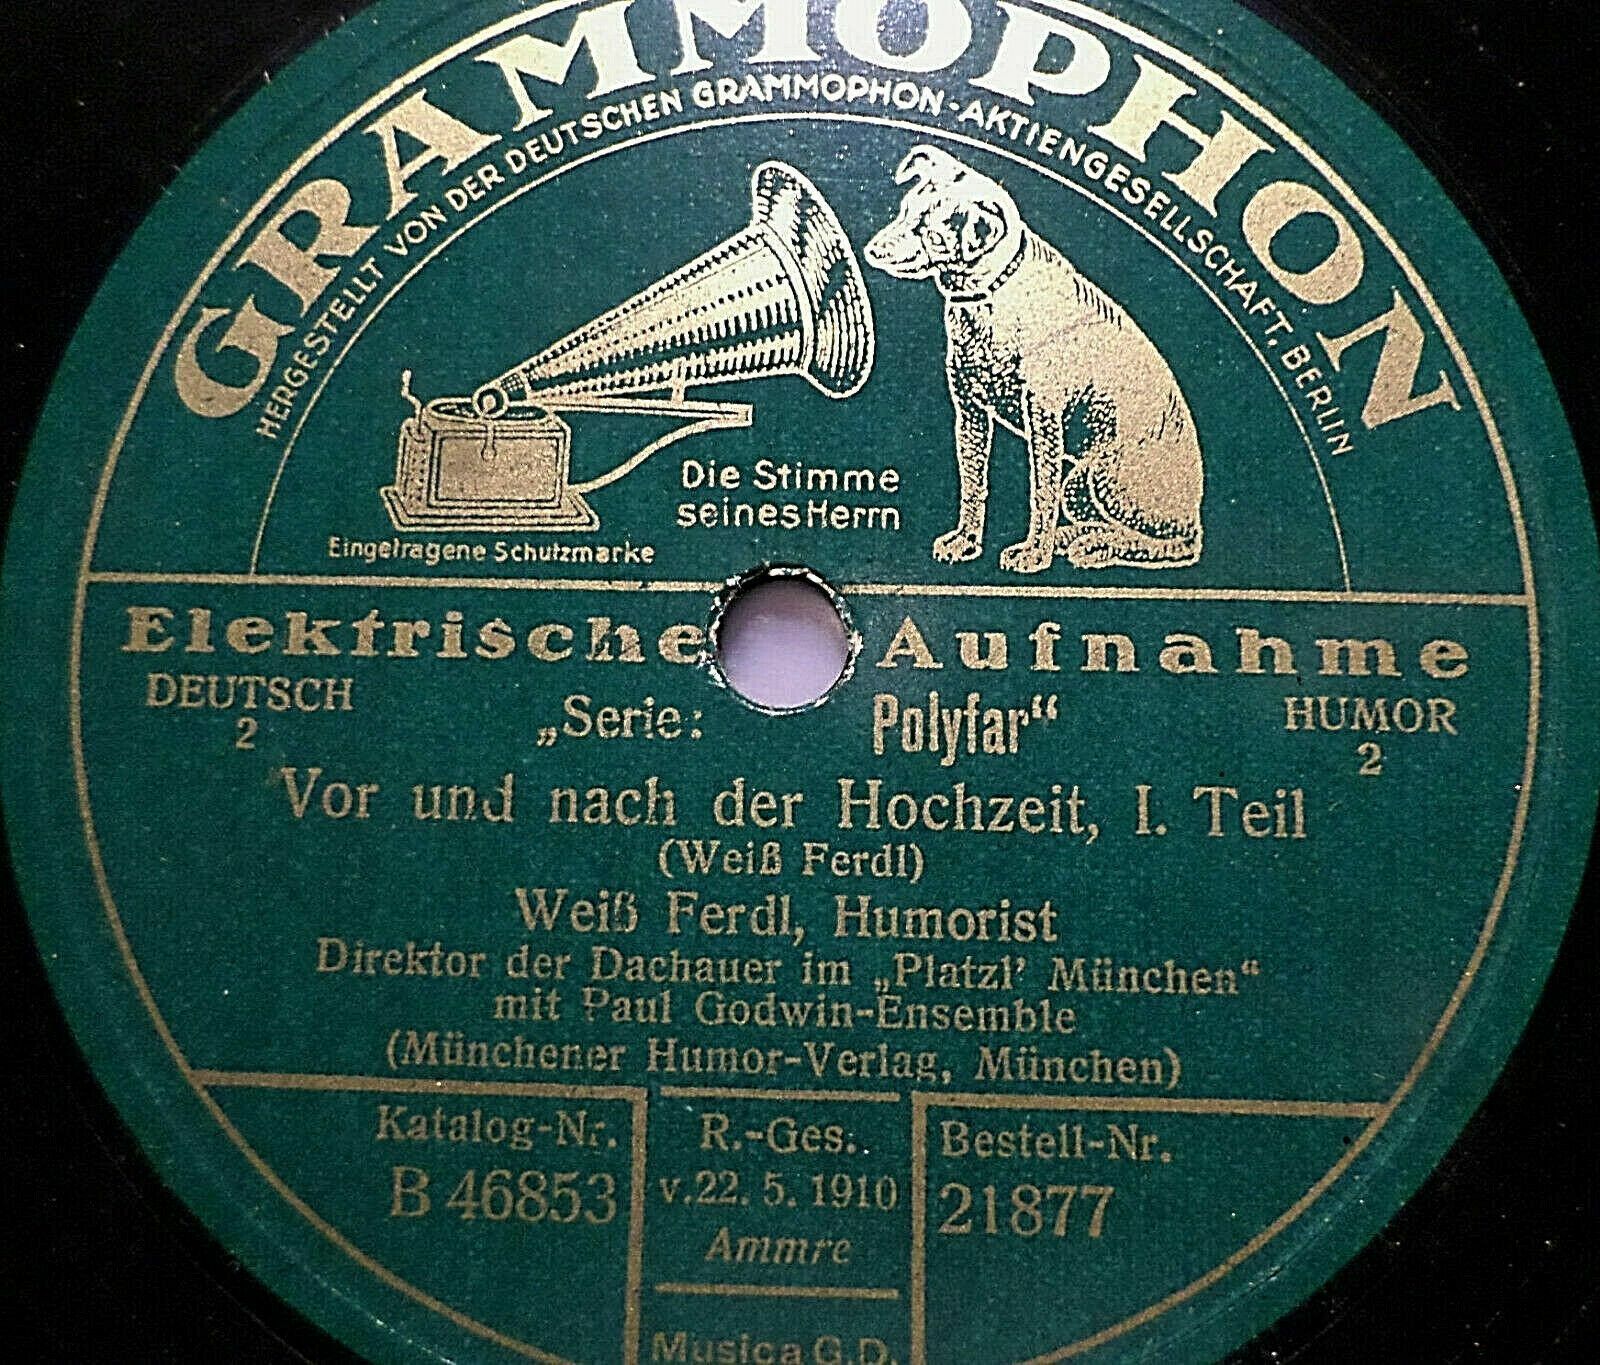 GRAMMOPHON
HERGESTELLT VON DER DEUTSCHEN GRAMMOPHON-AKTIENGESELLSCHAFT, BERLIN
Die Stimme
seines Herrn
Eingetragene Schutzmarke
Elektrische Aufnahme
DEUTSCH
2
„Serie: Polyfar“
HUMOR
2
Vor und nach der Hochzeit, I. Teil
(Weiß Ferdl)
Weiß Ferdl, Humorist
Direktor der Dachauer im „Platzl' München“
mit Paul Godwin-Ensemble
(Münchener Humor-Verlag, München)
Katalog-Nr.
B 46853
R.-Ges.
v. 22. 5. 1910
Ammre
Bestell-Nr.
21877
Musica G.D.